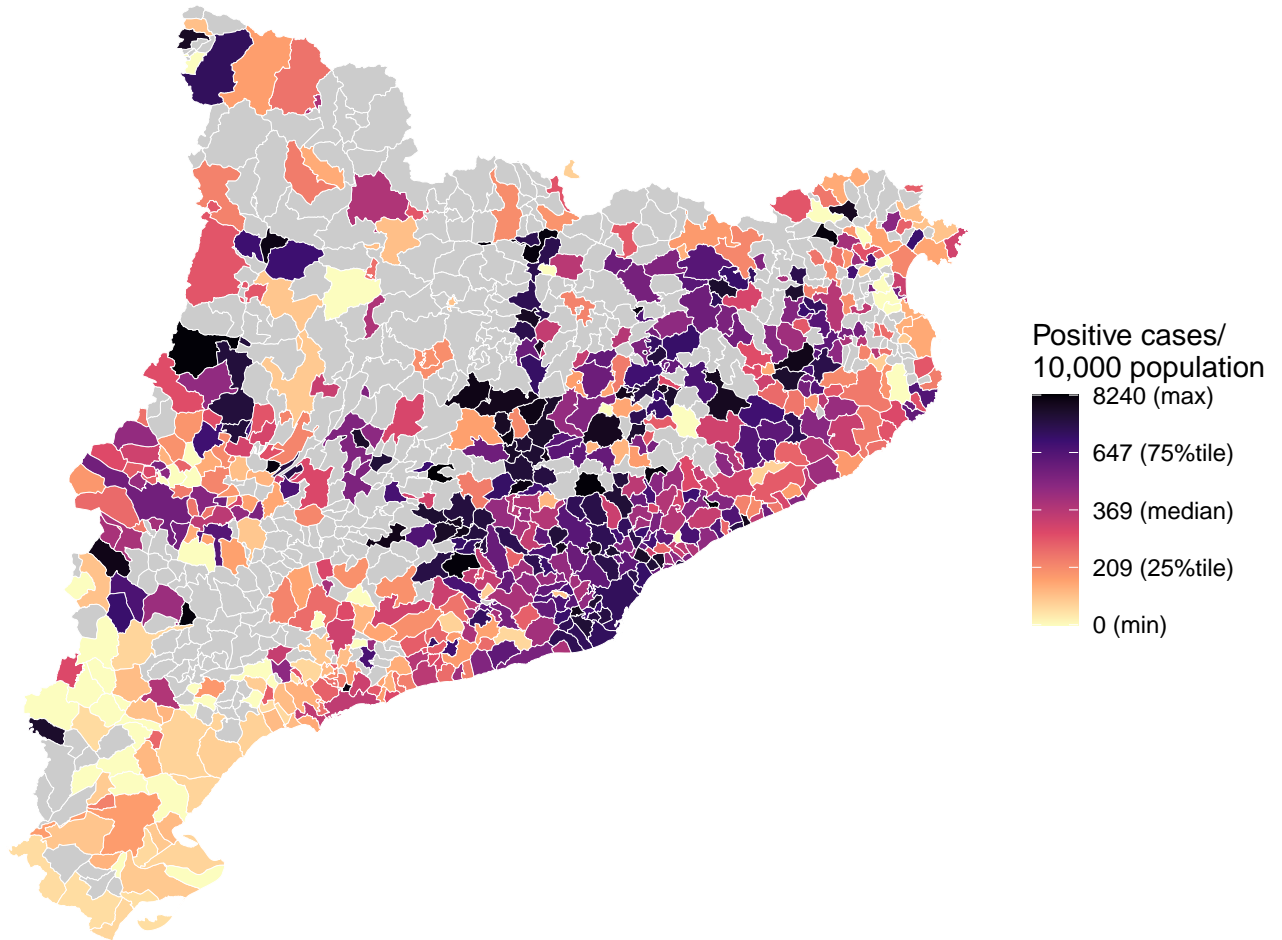 Positive cases/
10,000 population
8240 (max)
647 (75%tile)
369 (median)
209 (25%tile)
0 (min)